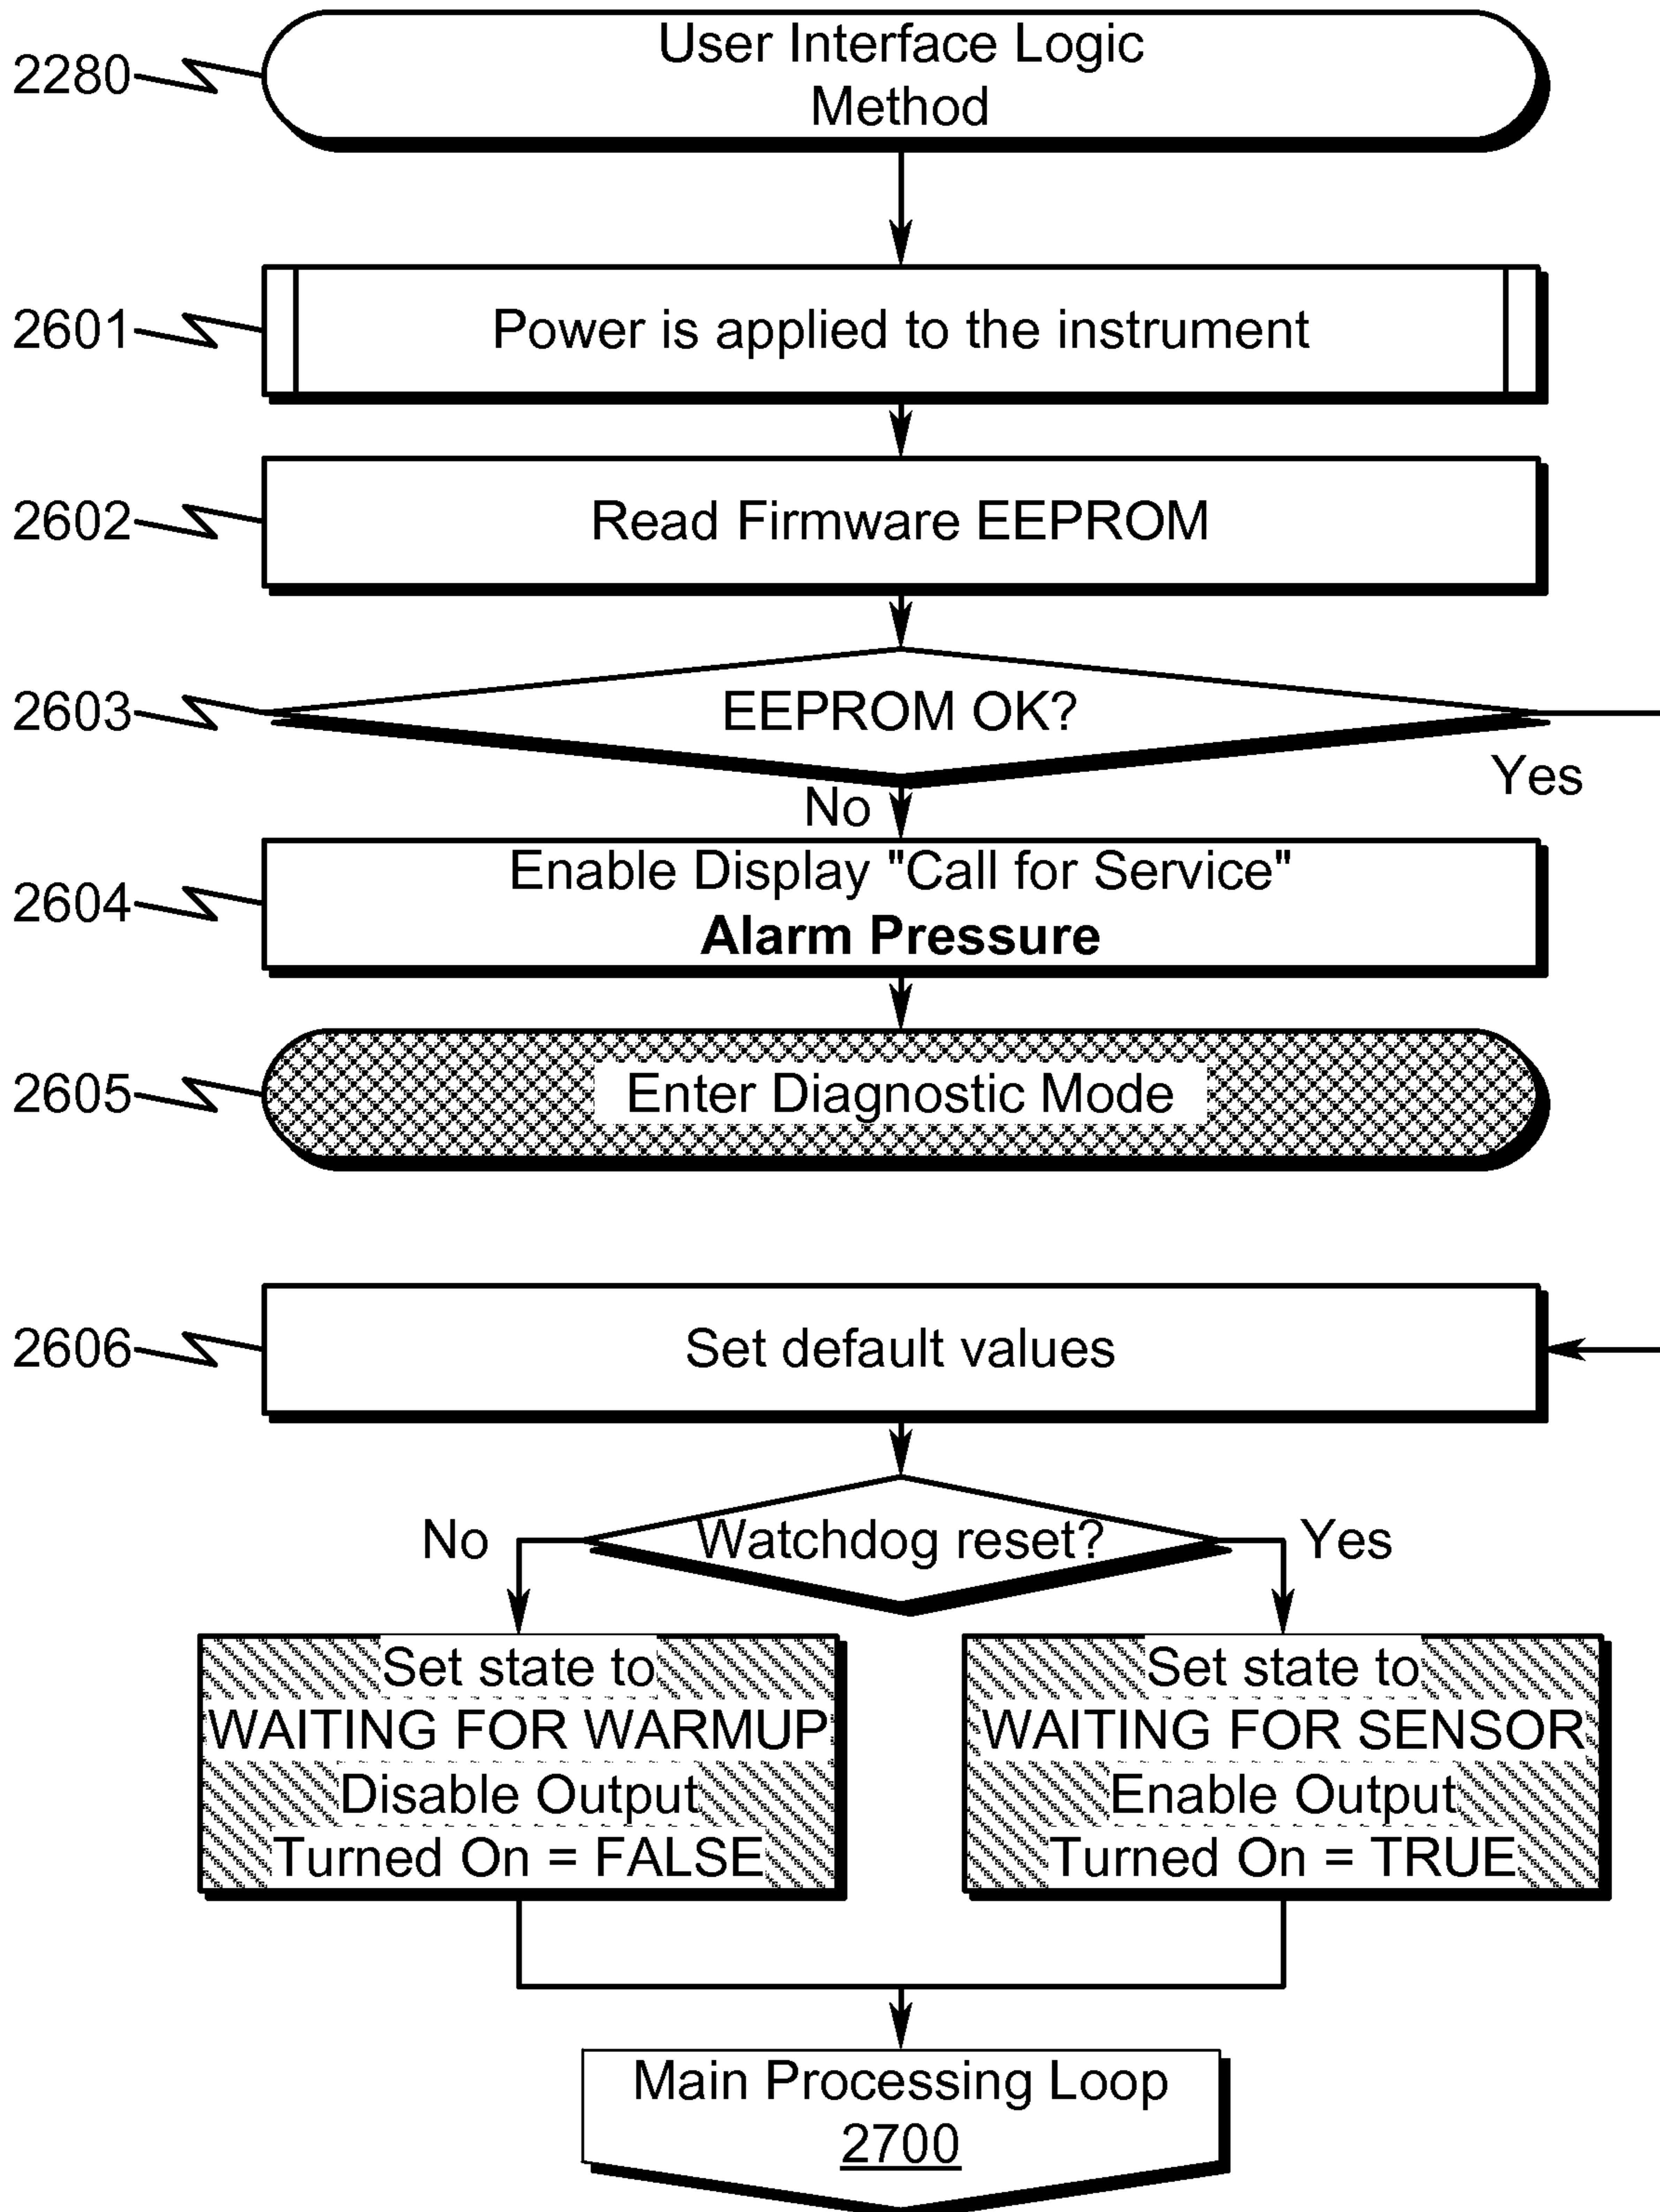 2280
User Interface Logic
Method
2601
Power is applied to the instrument
2602
Read Firmware EEPROM
2603
EEPROM OK?
Yes
No
2604
Enable Display "Call for Service"
Alarm Pressure
2605
Enter Diagnostic Mode
2606
Set default values
No
Watchdog reset?
Yes
Set state to
WAITING FOR WARMUP
Disable Output
Turned On = FALSE
Set state to
WAITING FOR SENSOR
Enable Output
Turned On = TRUE
Main Processing Loop
2700